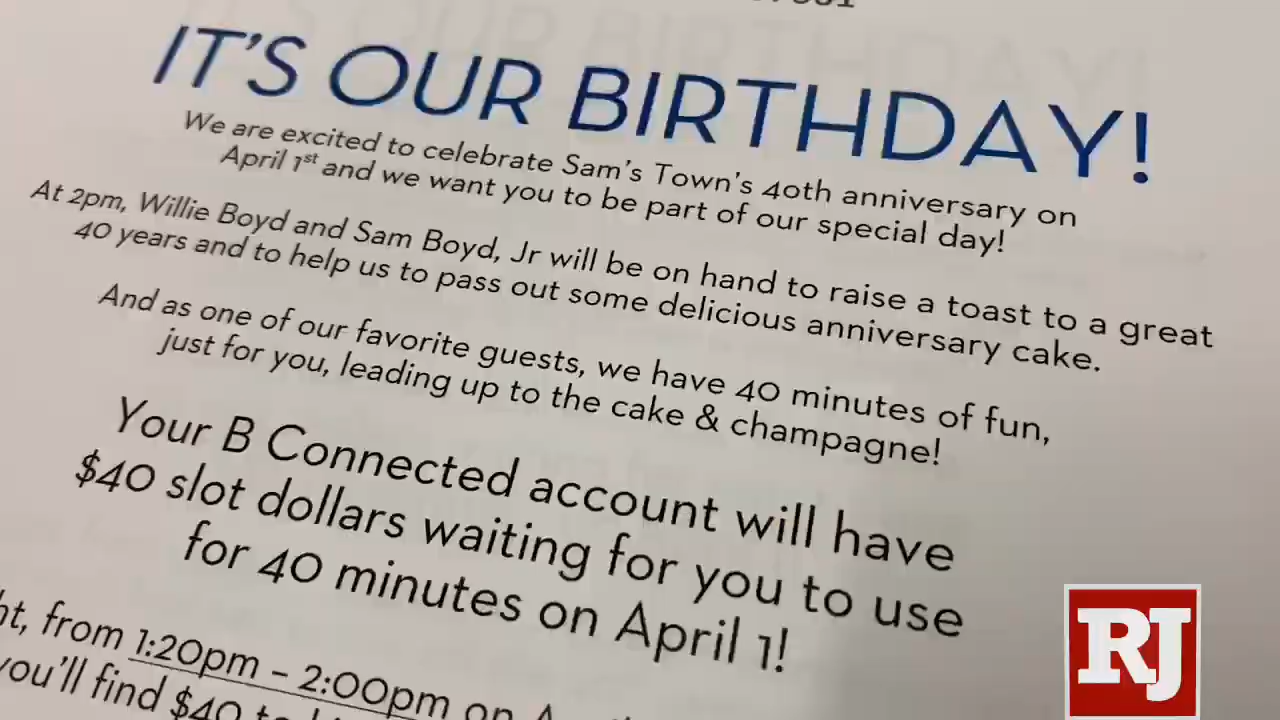 IT'S OUR BIRTHDAY!
We are excited to celebrate Sam's Town's 40th anniversary on
April 1st and we want you to be part of our special day!
At 2pm, Willie Boyd and Sam Boyd, Jr will be on hand to raise a toast to a great
40 years and to help us to pass out some delicious anniversary cake.
And as one of our favorite guests, we have 40 minutes of fun,
just for you, leading up to the cake & champagne!
Your B Connected account will have
$40 slot dollars waiting for you to use
for 40 minutes on April 1!
from 1:20pm – 2:00pm on
you'll find $40
RJ